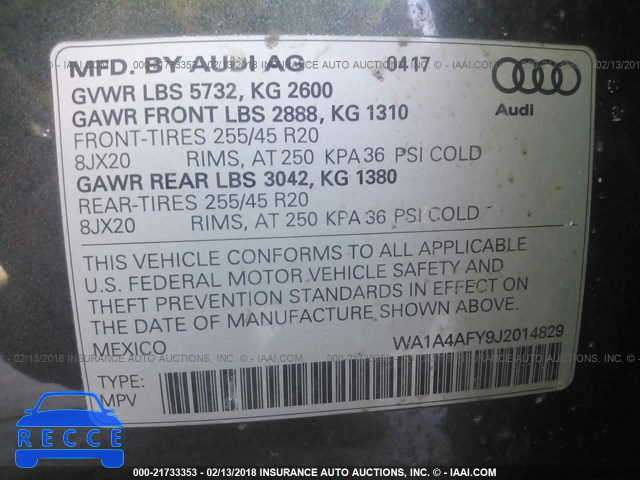 MFD. BY AUDI AG 0417
Audi
GVWR LBS 5732, KG 2600
GAWR FRONT LBS 2888, KG 1310
FRONT-TIRES 255/45 R20
8JX20 RIMS, AT 250 KPA 36 PSI COLD
GAWR REAR LBS 3042, KG 1380
REAR-TIRES 255/45 R20
8JX20 RIMS, AT 250 KPA 36 PSI COLD
THIS VEHICLE CONFORMS TO ALL APPLICABLE
U.S. FEDERAL MOTOR VEHICLE SAFETY AND
THEFT PREVENTION STANDARDS IN EFFECT ON
THE DATE OF MANUFACTURE SHOWN ABOVE.
MEXICO WA1A4AFY9J2014829
TYPE:
MPV
RECCE
000-21733353 - 02/13/2018 INSURANCE AUTO AUCTIONS. - WWW.IAAI.COM